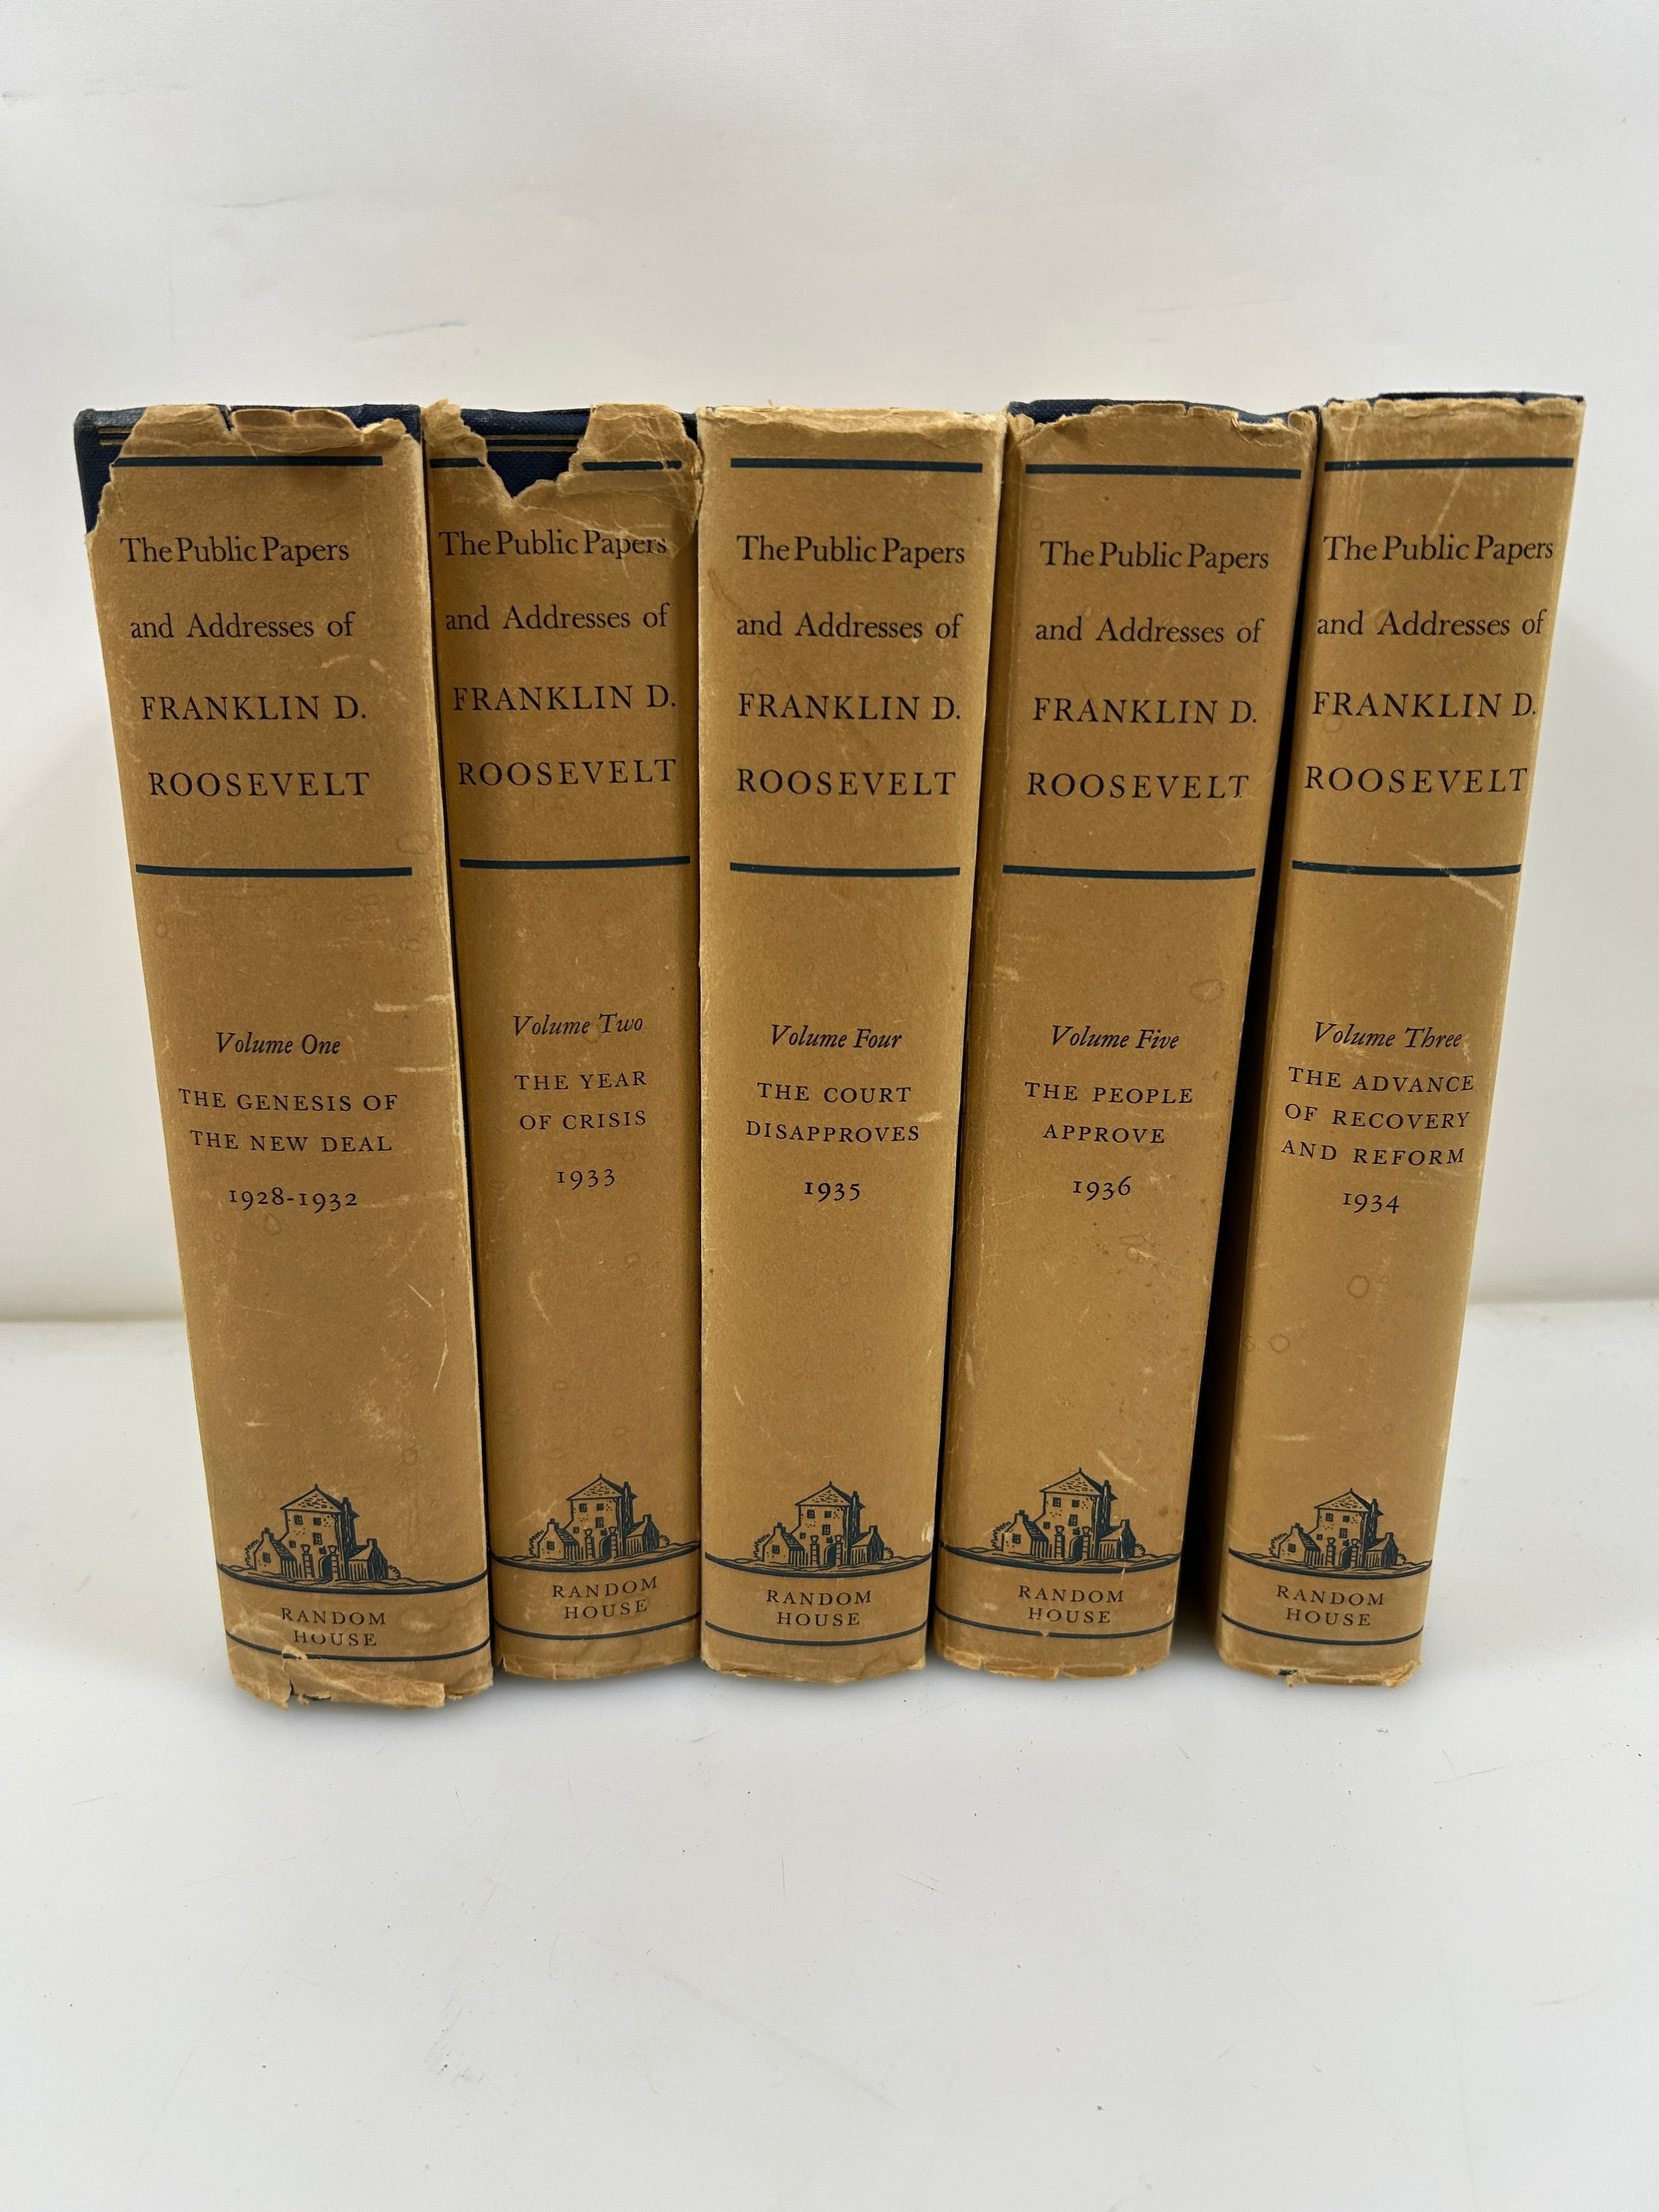 The Public Papers
and Addresses of
FRANKLIN D.
ROOSEVELT
Volume One
THE GENESIS OF
THE NEW DEAL
1928-1932
RANDOM
HOUSE
The Public Papers
and Addresses of
FRANKLIN D.
ROOSEVELT
Volume Two
THE YEAR
OF CRISIS
1933
RANDOM
HOUSE
The Public Papers
and Addresses of
FRANKLIN D.
ROOSEVELT
Volume Four
THE COURT
DISAPPROVES
1935
RANDOM
HOUSE
The Public Papers
and Addresses of
FRANKLIN D.
ROOSEVELT
Volume Five
THE PEOPLE
APPROVE
1936
RANDOM
HOUSE
The Public Papers
and Addresses of
FRANKLIN D.
ROOSEVELT
Volume Three
THE ADVANCE
OF RECOVERY
AND REFORM
1934
RANDOM
HOUSE